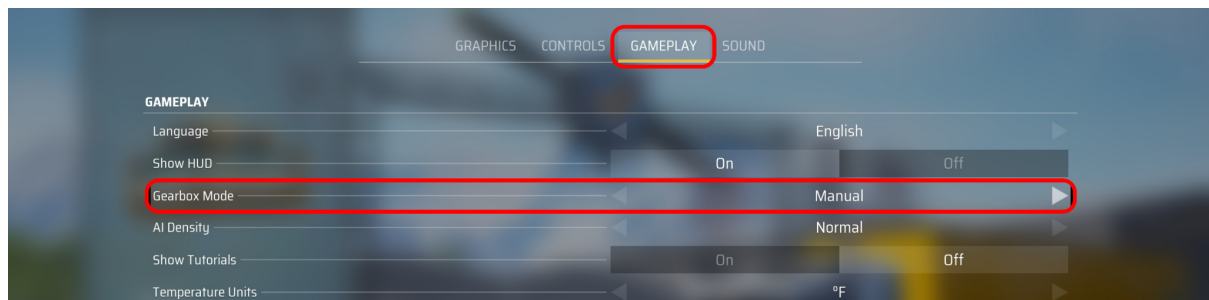 GRAPHICS CONTROLS GAMEPLAY SOUND
GAMEPLAY
Language English
Show HUD On Off
Gearbox Mode Manual
AI Density Normal
Show Tutorials On Off
Temperature Units ºF